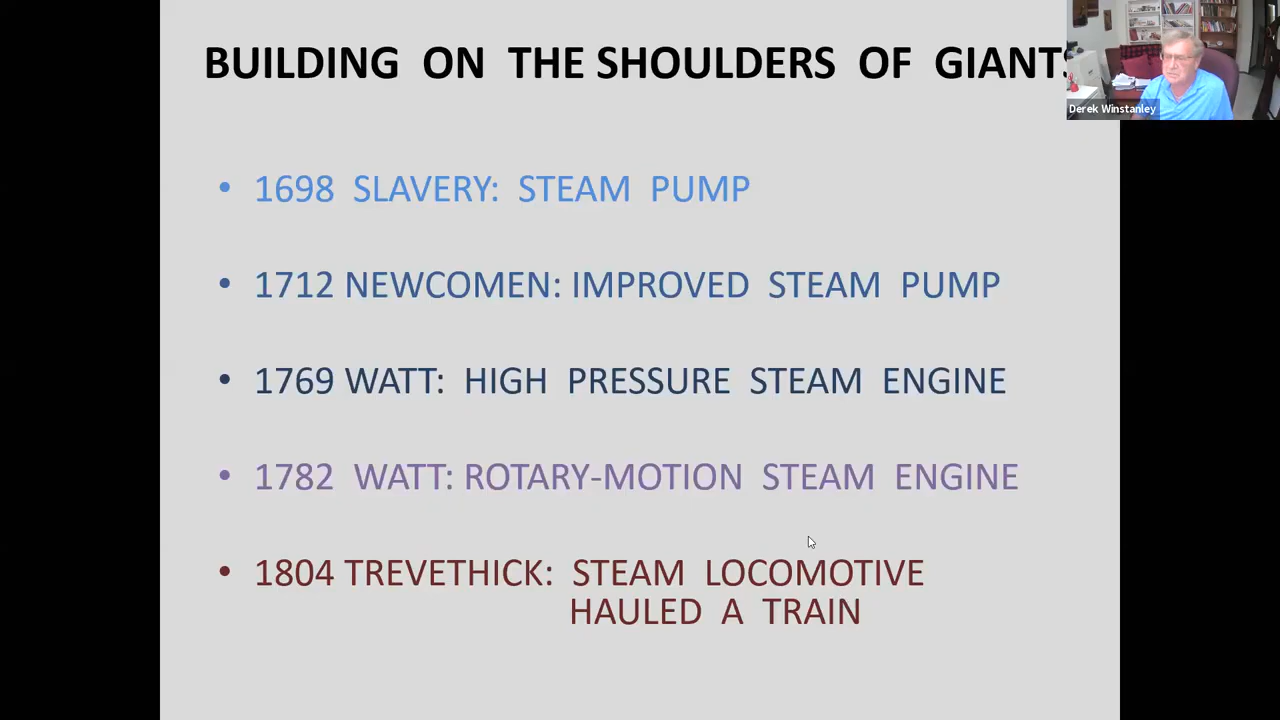 BUILDING ON THE SHOULDERS OF GIANTS
Derek Winstanley
• 1698 SLAVERY: STEAM PUMP
• 1712 NEWCOMEN: IMPROVED STEAM PUMP
• 1769 WATT: HIGH PRESSURE STEAM ENGINE
• 1782 WATT: ROTARY-MOTION STEAM ENGINE
• 1804 TREVETHICK: STEAM LOCOMOTIVE
HAULED A TRAIN